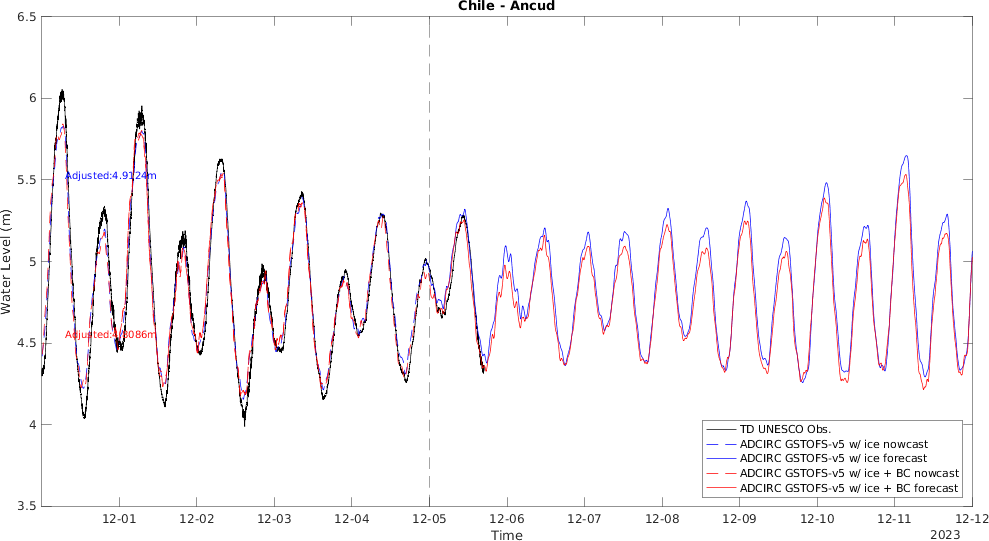 Chile - Ancud
6.5
6
5.5
5
4.5
4
3.5
Water Level (m)
Adjusted:4.9124m
12-01
12-02
12-03
12-04
12-05
12-06
12-07
12-08
12-09
12-10
12-11
12-12
2023
Time
TD UNESCO Obs.
ADCIRC GSTOFS-v5 w/ ice nowcast
ADCIRC GSTOFS-v5 w/ ice forecast
ADCIRC GSTOFS-v5 w/ ice + BC nowcast
ADCIRC GSTOFS-v5 w/ ice + BC forecast